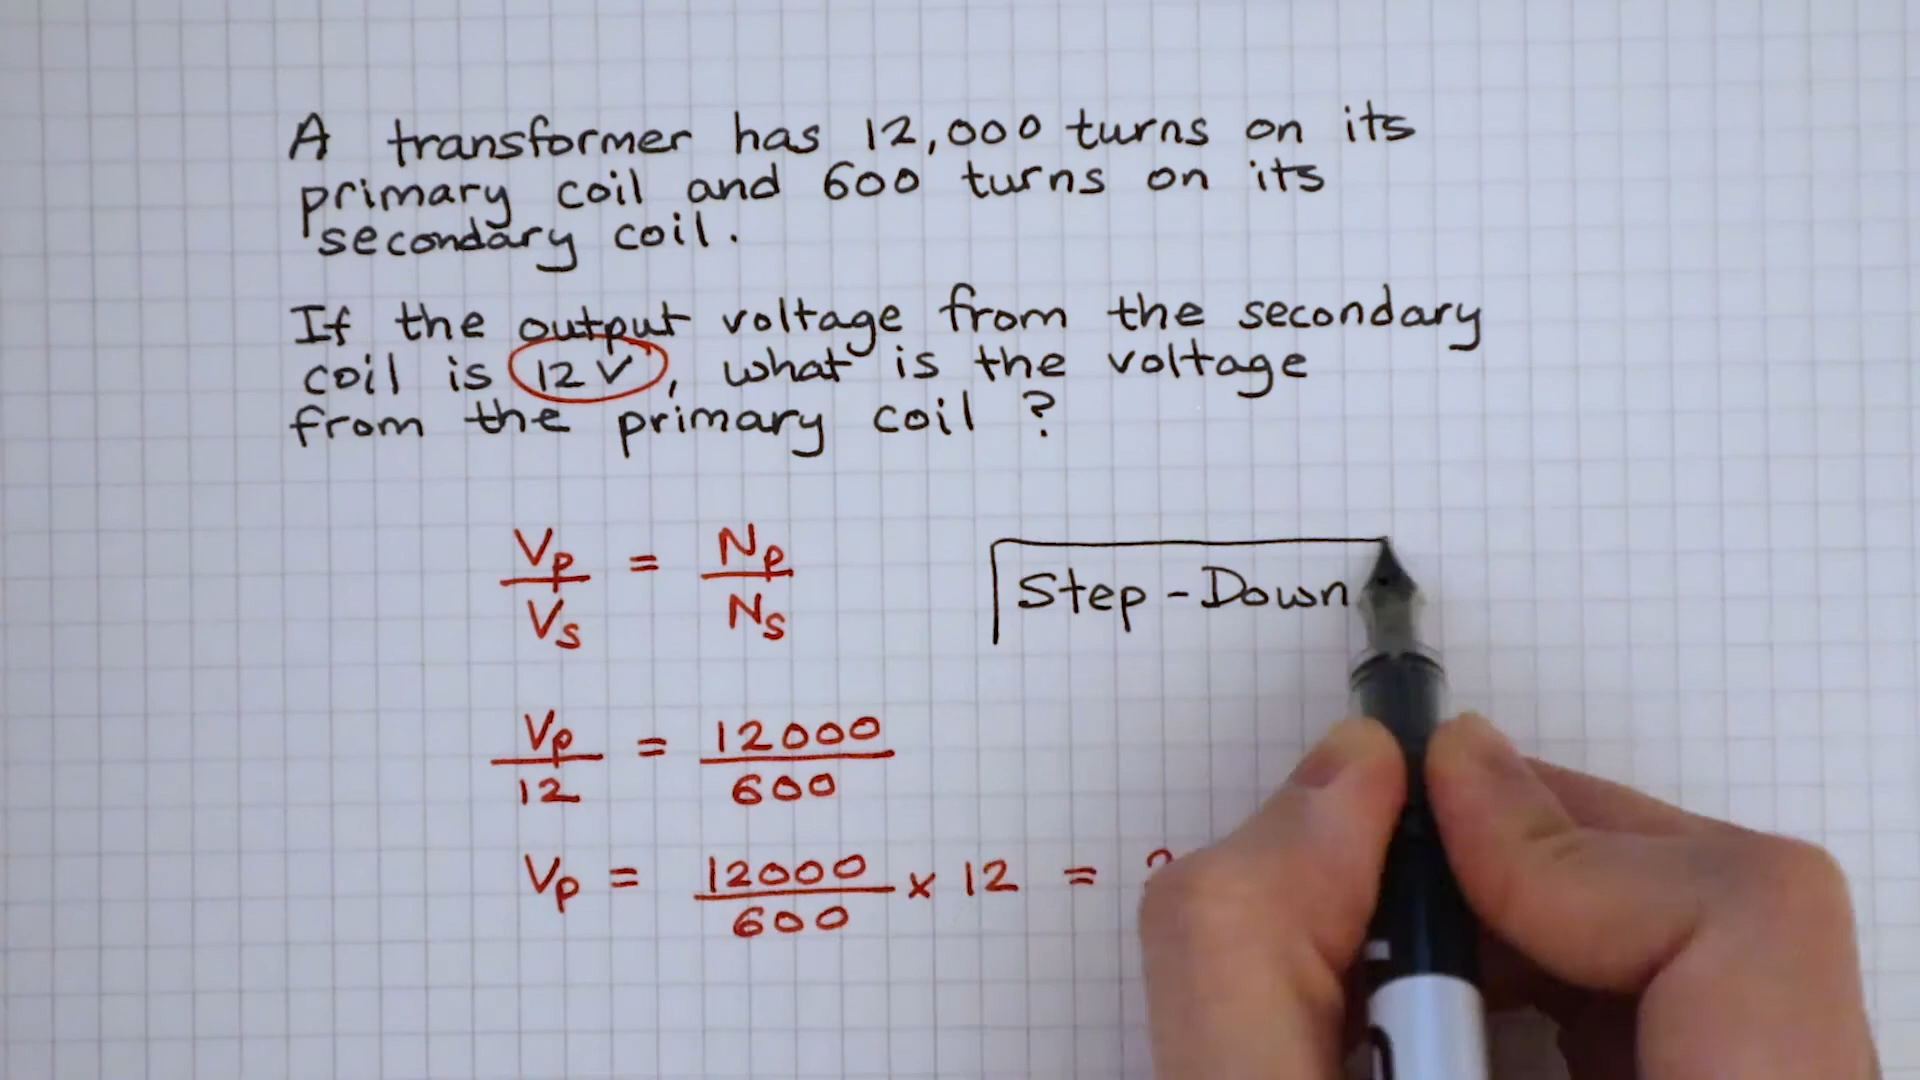 A transformer has 12,000 turns on its
primary coil and 600 turns on its
secondary coil.
If the output voltage from the secondary
coil is 12 V, what is the voltage
from the primary coil ?
Vp/Vs = Np/Ns
Step-Down
Vp/12 = 12000/600
Vp = 12000/600 x 12 =